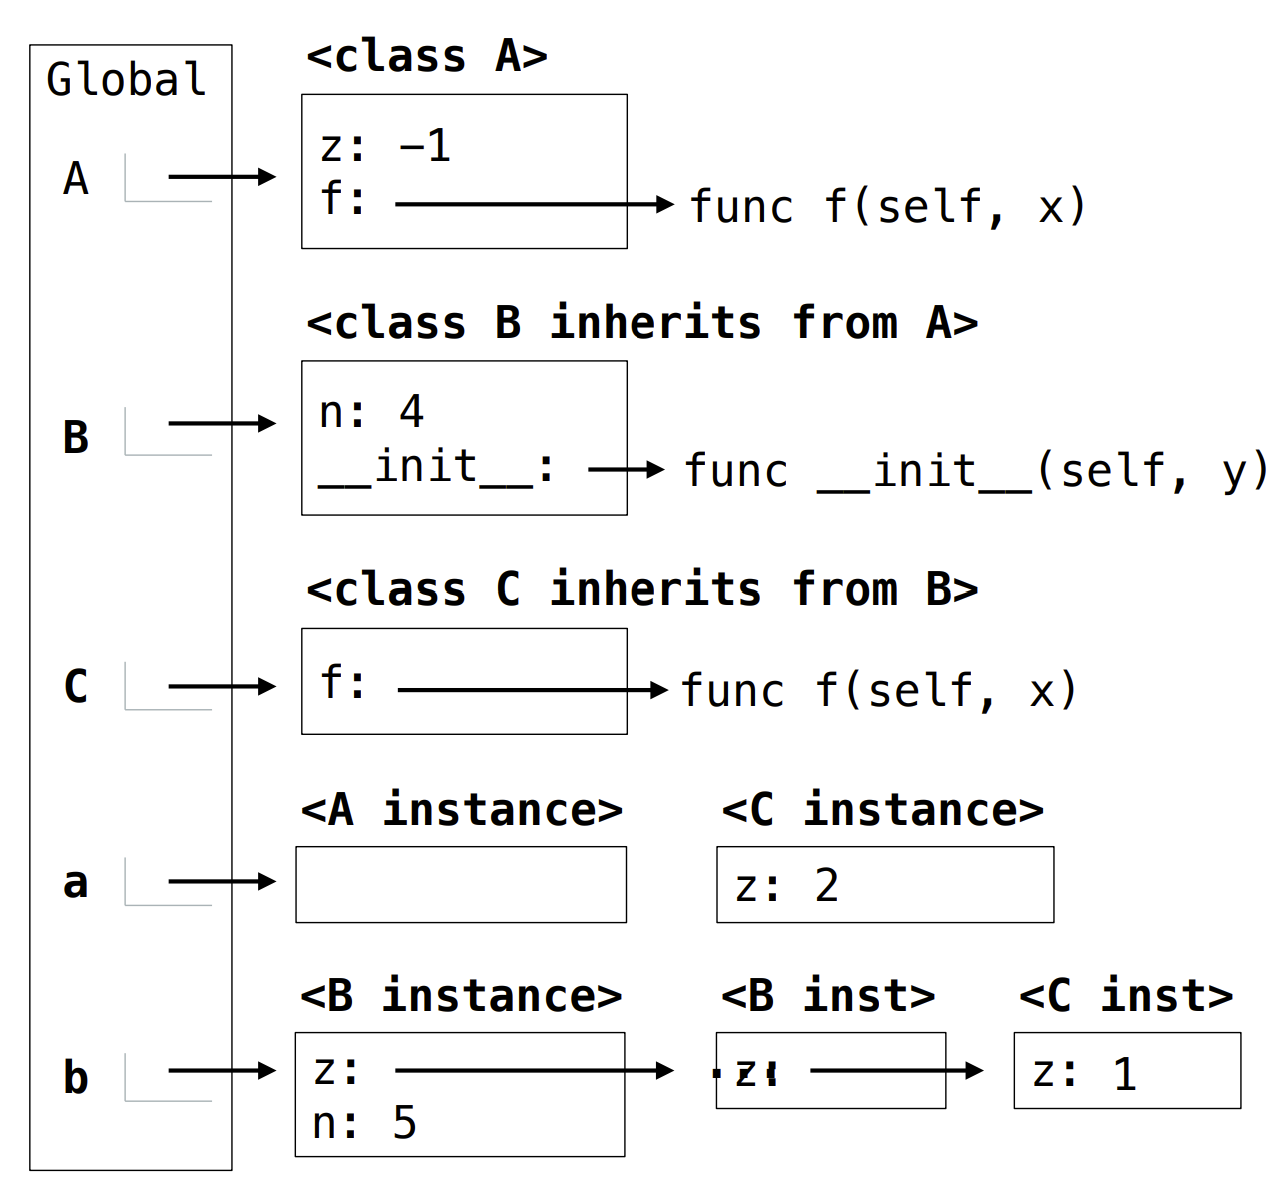 Global
<class A>
A
z: −1
f:
func f(self, x)
<class B inherits from A>
B
n: 4
__init__:
func __init__(self, y)
<class C inherits from B>
C
f:
func f(self, x)
<A instance>
<C instance>
a
z: 2
<B instance>
<B inst>
<C inst>
b
z:
...
z:
z: 1
n: 5